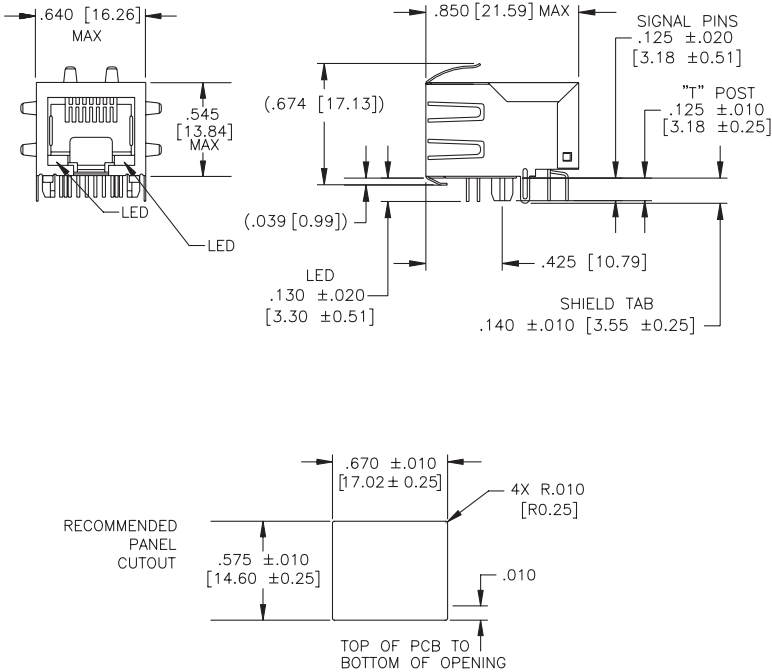 .640 [16.26]
MAX
.545
[13.84]
MAX
LED
LED
.850 [21.59] MAX
(.674 [17.13])
(.039 [0.99])
SIGNAL PINS
.125 ±.020
[3.18 ±0.51]
"T" POST
.125 ±.010
[3.18 ±0.25]
.425 [10.79]
LED
.130 ±.020
[3.30 ±0.51]
SHIELD TAB
.140 ±.010 [3.55 ±0.25]
.670 ±.010
[17.02± 0.25]
4X R.010
[R0.25]
RECOMMENDED
PANEL
CUTOUT
.575 ±.010
[14.60 ±0.25]
.010
TOP OF PCB TO
BOTTOM OF OPENING